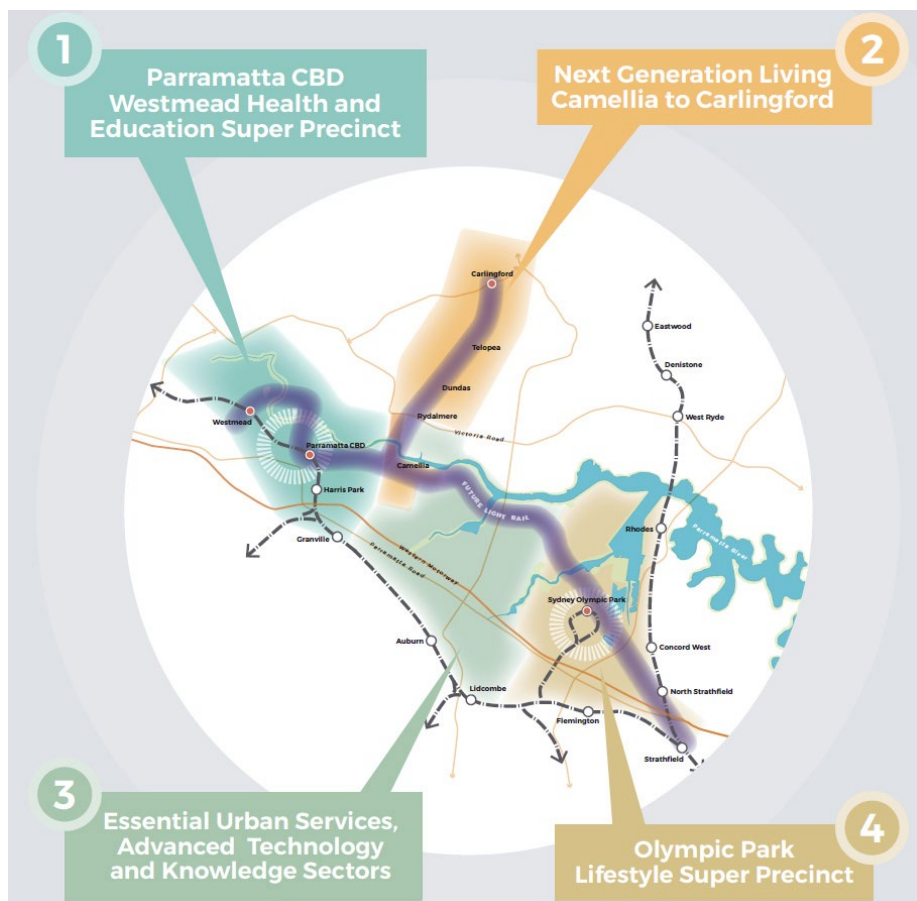 1
Parramatta CBD
Westmead Health and
Education Super Precinct
2
Next Generation Living
Camellia to Carlingford
Carlingford
Eastwood
Telopea
Denistone
Dundas
Westmead
Rydalmere
West Ryde
Victoria Road
Parramatta CBD
Camellia
Harris Park
FUTURE LIGHT RAIL
Rhodes
Parramatta River
Granville
Parramatta Road
Western Motorway
Sydney Olympic Park
Auburn
Concord West
Lidcombe
North Strathfield
Flemington
Strathfield
3
Essential Urban Services,
Advanced Technology
and Knowledge Sectors
4
Olympic Park
Lifestyle Super Precinct